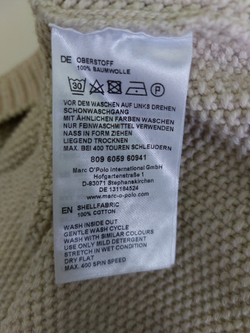 DE OBERSTOFF
100% BAUMWOLLE
30
VOR DEM WASCHEN AUF LINKS DREHEN
SCHONWASCHGANG
MIT ÄHNLICHEN FARBEN WASCHEN
NUR FEINWASCHMITTEL VERWENDEN
NASS IN FORM ZIEHEN
LIEGEND TROCKNEN
MAX. BEI 400 TOUREN SCHLEUDERN
809 6059 60941
Marc O'Polo International GmbH
Hofgartenstraße 1
D-83071 Stephanskirchen
DE 131164524
www.marc-o-polo.com
EN SHELLFABRIC
100% COTTON
WASH INSIDE OUT
GENTLE WASH CYCLE
WASH WITH SIMILAR COLOURS
USE ONLY MILD DETERGENT
STRETCH IN WET CONDITION
DRY FLAT
MAX. 400 SPIN SPEED